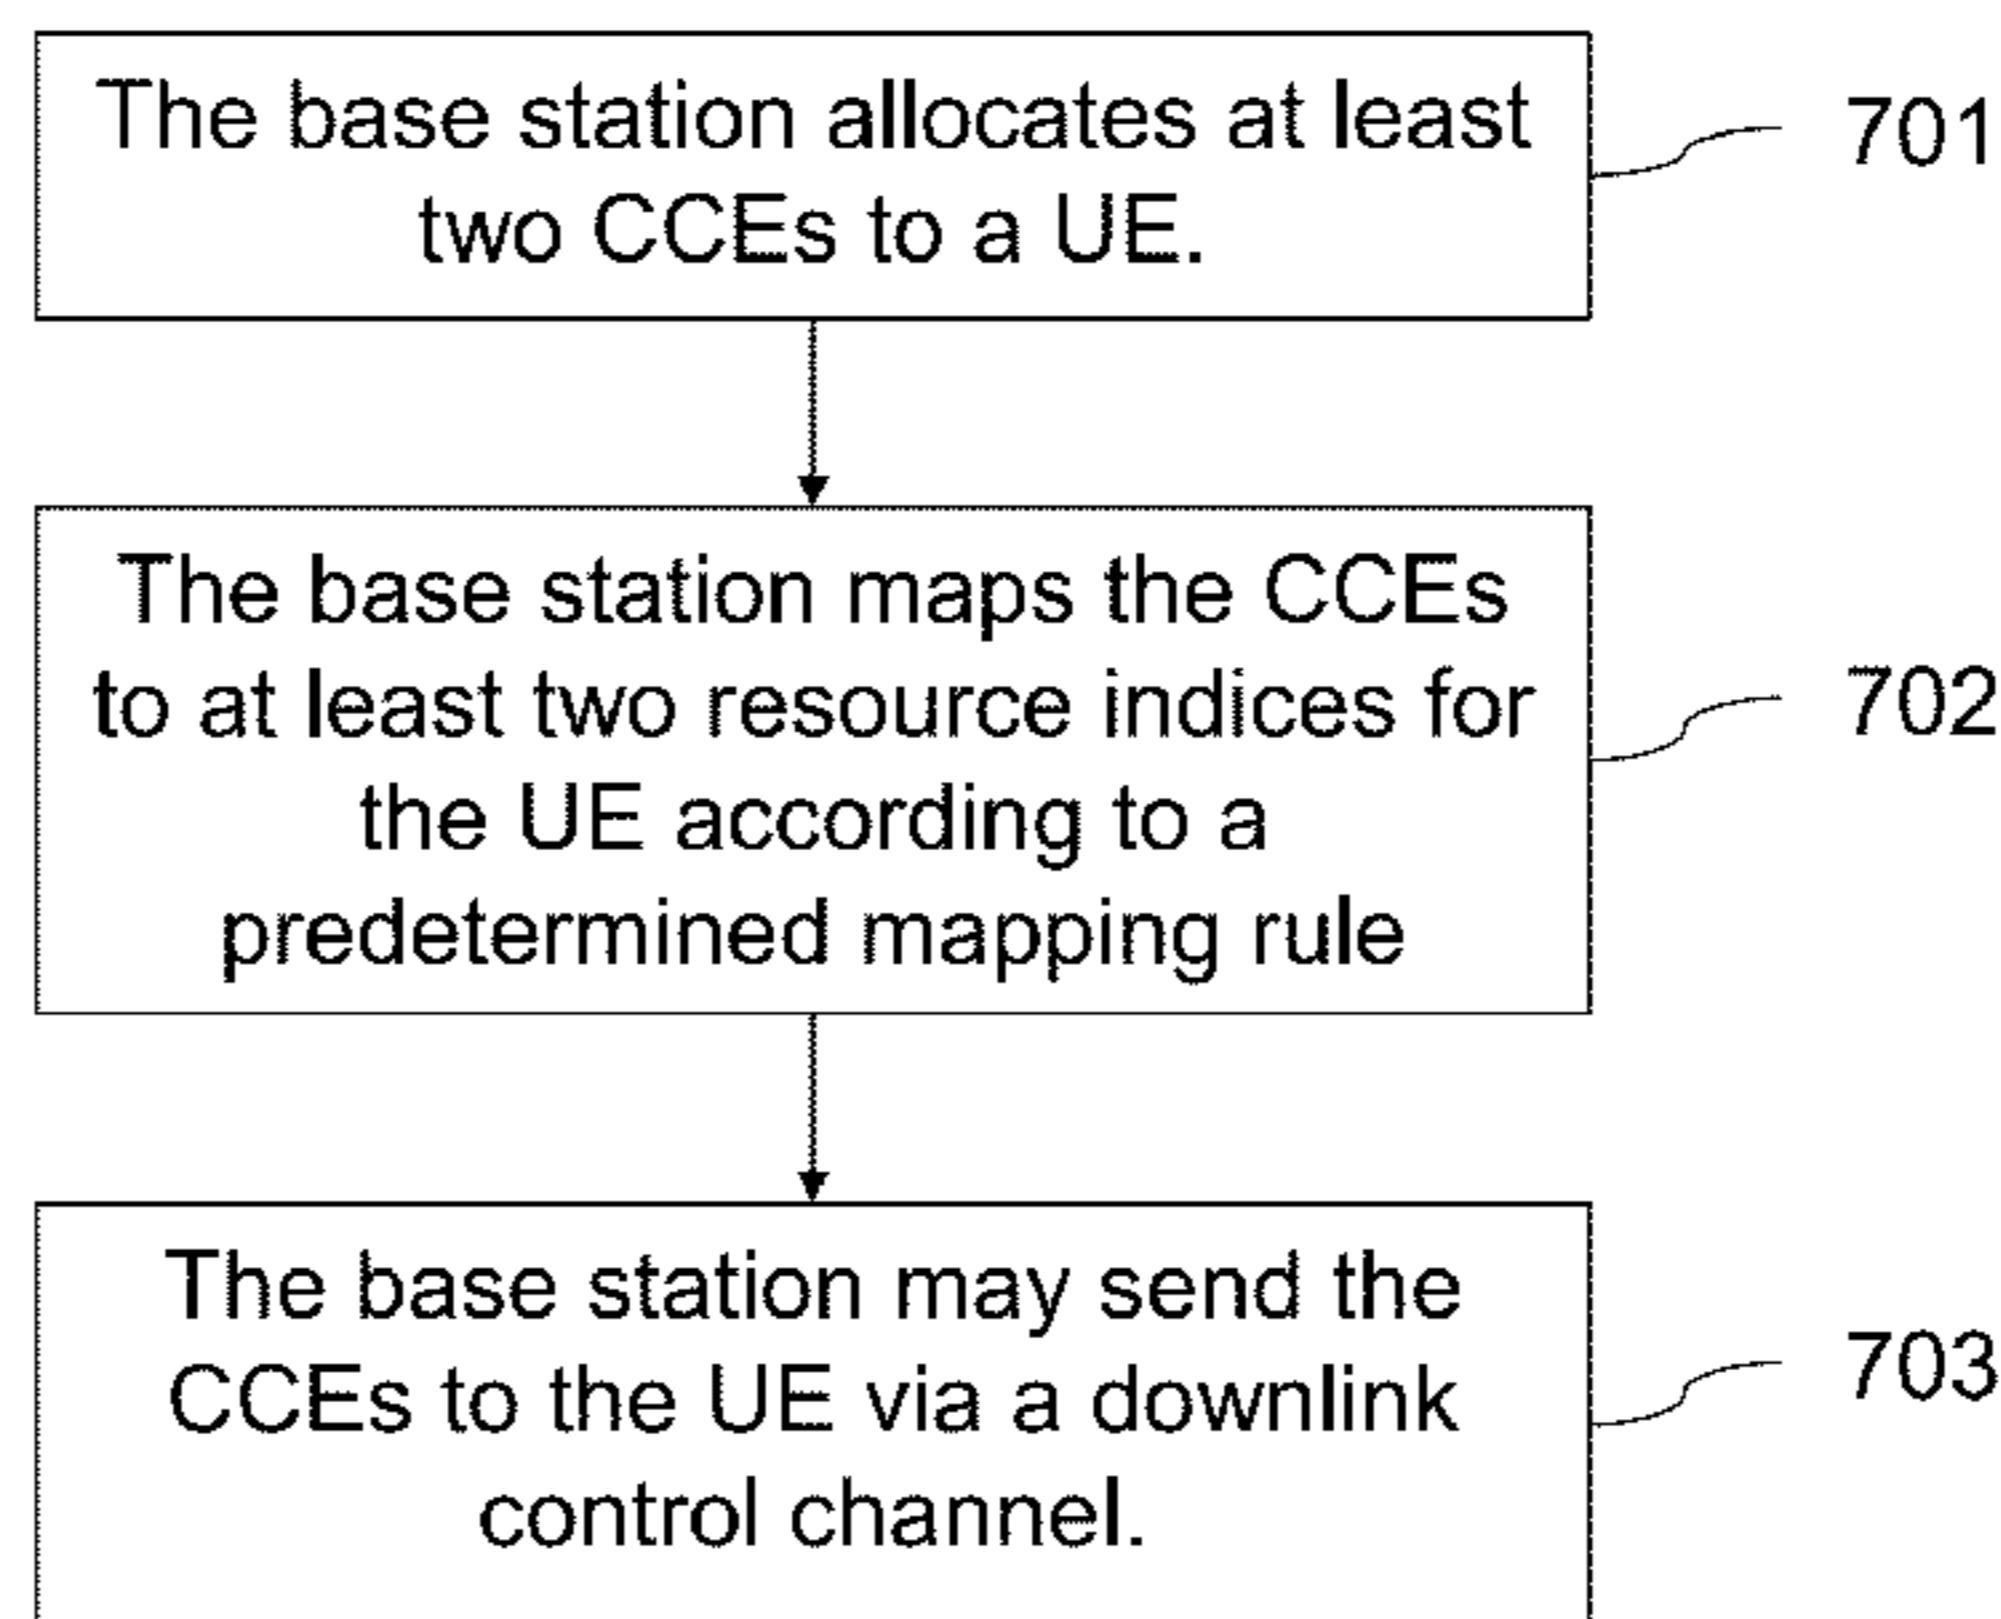 The base station allocates at least
two CCEs to a UE.
701
The base station maps the CCEs
to at least two resource indices for
the UE according to a
predetermined mapping rule
702
The base station may send the
CCEs to the UE via a downlink
control channel.
703